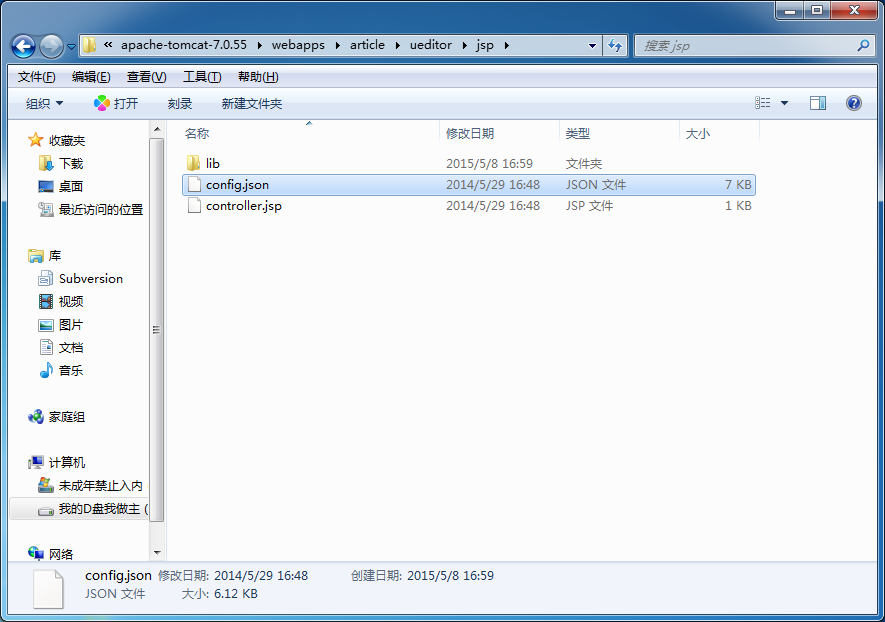 « apache-tomcat-7.0.55 ▸ webapps ▸ article ▸ ueditor ▸ jsp ▸
搜索 jsp
文件(F) 编辑(E) 查看(V) 工具(T) 帮助(H)
组织 打开 刻录 新建文件夹
名称 修改日期 类型 大小
lib 2015/5/8 16:59 文件夹
config.json 2014/5/29 16:48 JSON 文件 7 KB
controller.jsp 2014/5/29 16:48 JSP 文件 1 KB
收藏夹
下载
桌面
最近访问的位置
库
Subversion
视频
图片
文档
音乐
家庭组
计算机
未成年禁止入内
我的D盘我做主 (
网络
config.json 修改日期: 2014/5/29 16:48 创建日期: 2015/5/8 16:59
JSON 文件 大小: 6.12 KB